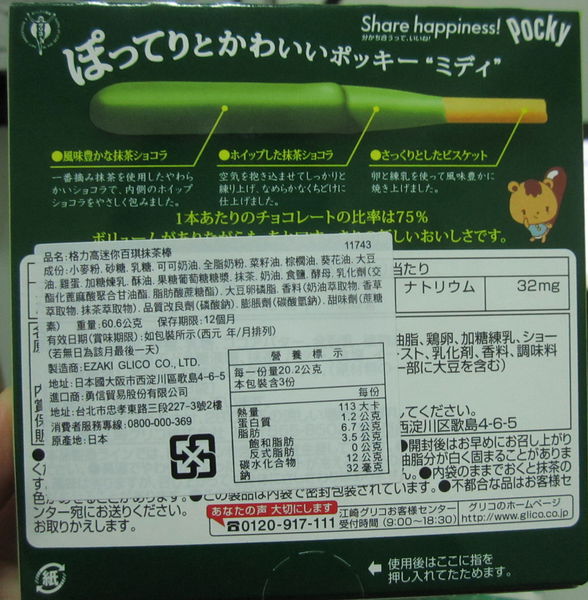 Share happiness!
分かち合うって、いいね!
Pocky
ぽってりとかわいいポッキー“ミディ”
●風味豊かな抹茶ショコラ
一番摘み抹茶を使用したやわら
かいショコラで、内側のホイップ
ショコラをやさしく包みました。
●ホイップした抹茶ショコラ
空気を抱き込ませてしっかりと
練り上げ、なめらかなくちどけに
仕上げました。
●さっくりとしたビスケット
卵と練乳を使って風味豊かに
焼き上げました。
1本あたりのチョコレートの比率は75%
しいおいしさです。
品名:格力高迷你百琪抹茶棒
11743
成份:小麥粉,砂糖,乳糖,可可奶油,全脂奶粉,菜籽油,棕櫚油,葵花油,大豆
油,雞蛋,加糖煉乳,酥油,果糖葡萄糖糖漿,抹茶,奶油,食鹽,酵母,乳化劑(交
酯化蓖麻酸聚合甘油酯,脂肪酸蔗糖酯),大豆卵磷脂,香料(奶油萃取物,香草
萃取物,抹茶萃取物),品質改良劑(磷酸鈉),膨脹劑(碳酸氫鈉),甜味劑(蔗糖
素) 重量:60.6公克 保存期限:12個月
有效日期(賞味期限):如包裝所示(西元 年/月排列)
(若無日為該月最後一天)
製造商:EZAKI GLICO CO., LTD.
地址:日本國大阪市西淀川區歌島4-6-5
進口商:勇信貿易股份有限公司
地址:台北市忠孝東路三段227-3號2樓
消費者服務專線:0800-000-369
原產地:日本
營養標示
每一份量20.2公克
本包裝含3份
每份
熱量 113 大卡
蛋白質 1.2 公克
脂肪 6.7 公克
飽和脂肪 3.5 公克
反式脂肪 0 公克
碳水化合物 12 公克
鈉 32 毫克
当たり
ナトリウム 32mg
脂、鶏卵、加糖練乳、ショー
スト、乳化剤、香料、調味料
一部に大豆を含む)
してください。
西淀川区歌島4-6-5
●開封後はお早めにお召し上がり
油脂分が白く固まることがありま
ん。●内袋のままでおくと抹茶の
●この製品は内袋で密封包装されています。●不都合な品はお客様セ
ンター宛にお送りください。
お取りかえします。
あなたの声 大切にします
☎0120-917-111
江崎グリコお客様センター
受付時間(9:00~18:30)
グリコのホームページ
http://www.glico.co.jp
紙
使用後はここに指を
押し入れてたためます。